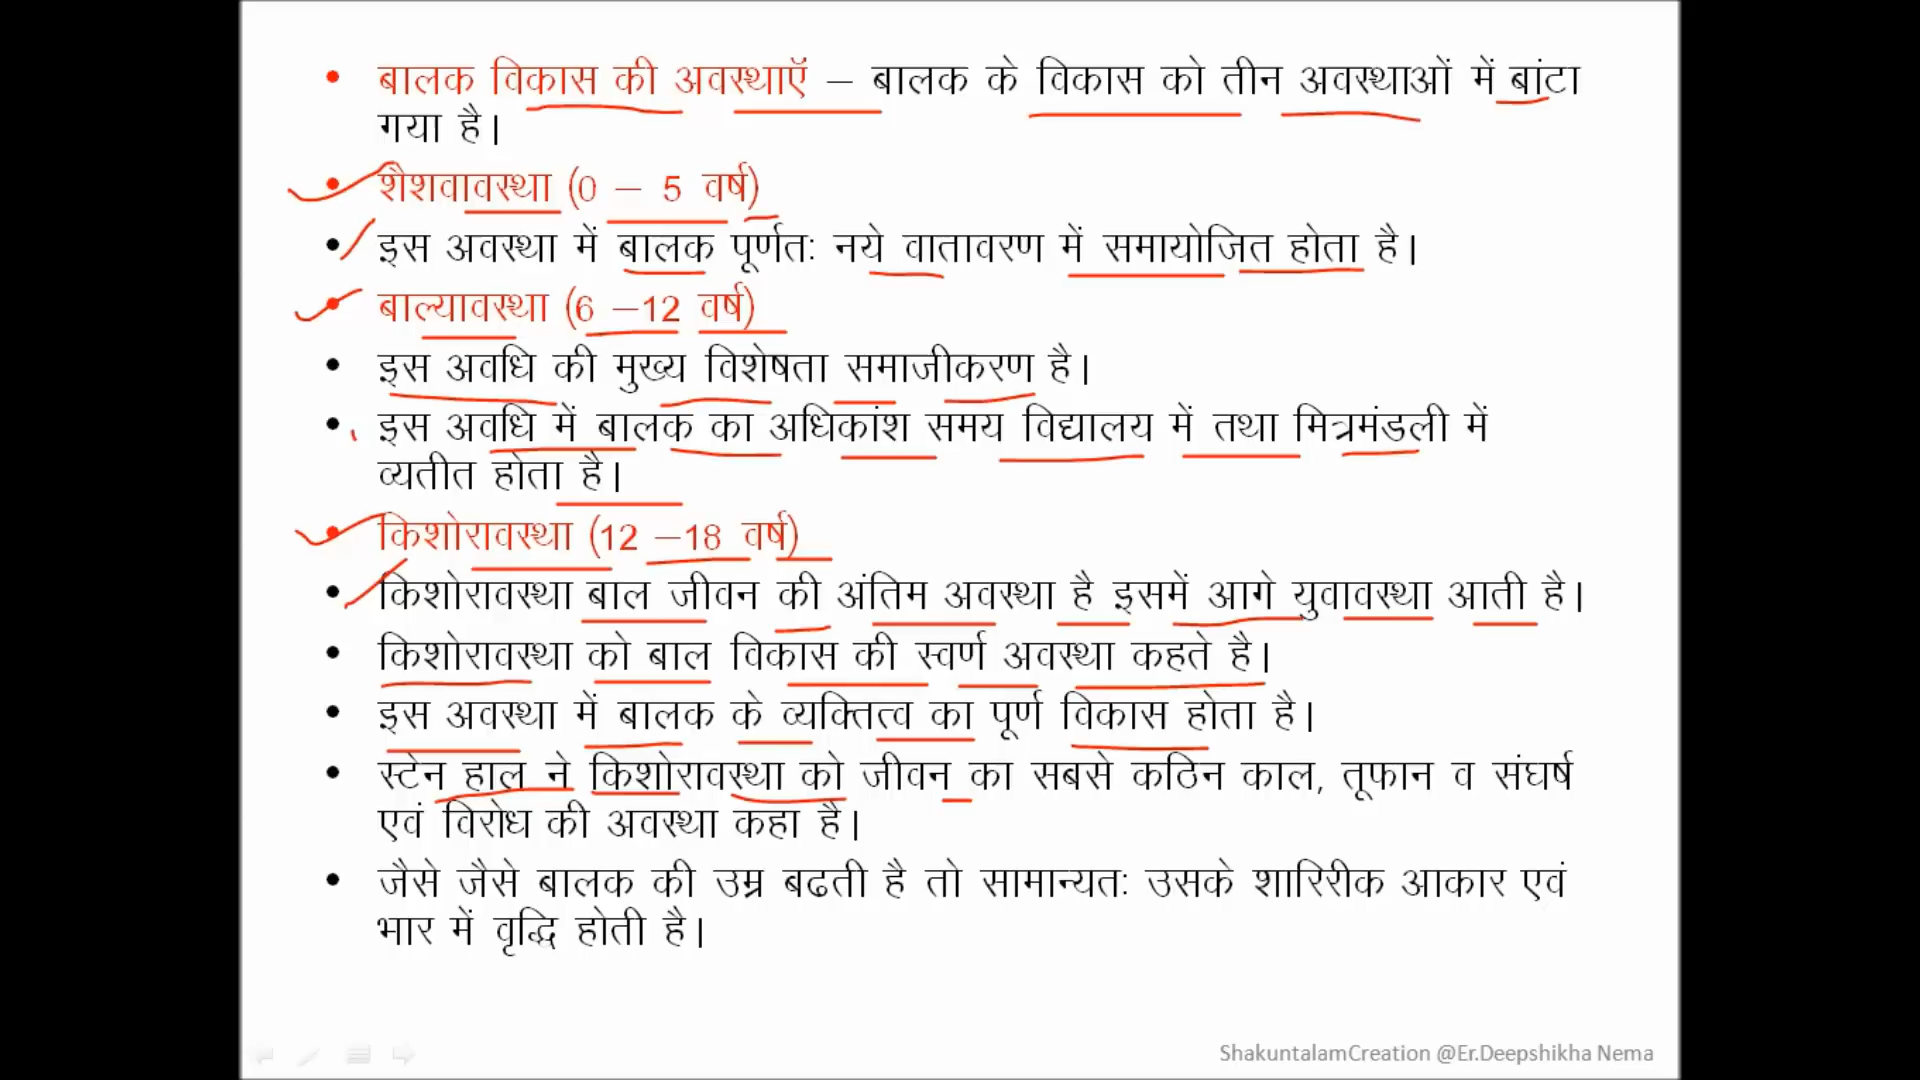 • बालक विकास की अवस्थाऍ – बालक के विकास को तीन अवस्थाओं में बांटा
गया है।
• शैशवावस्था (0 – 5 वर्ष)
• इस अवस्था में बालक पूर्णतः नये वातावरण में समायोजित होता है।
• बाल्यावस्था (6 –12 वर्ष)
• इस अवधि की मुख्य विशेषता समाजीकरण है।
• इस अवधि में बालक का अधिकांश समय विद्यालय में तथा मित्रमंडली में
व्यतीत होता है।
• किशोरावस्था (12 –18 वर्ष)
• किशोरावस्था बाल जीवन की अंतिम अवस्था है इसमें आगे युवावस्था आती है।
• किशोरावस्था को बाल विकास की स्वर्ण अवस्था कहते है।
• इस अवस्था में बालक के व्यक्तित्व का पूर्ण विकास होता है।
• स्टेन हाल ने किशोरावस्था को जीवन का सबसे कठिन काल, तूफान व संघर्ष
एवं विरोध की अवस्था कहा है।
• जैसे जैसे बालक की उम्र बढती है तो सामान्यतः उसके शारिरीक आकार एवं
भार में वृद्धि होती है।
ShakuntalamCreation @Er.Deepshikha Nema